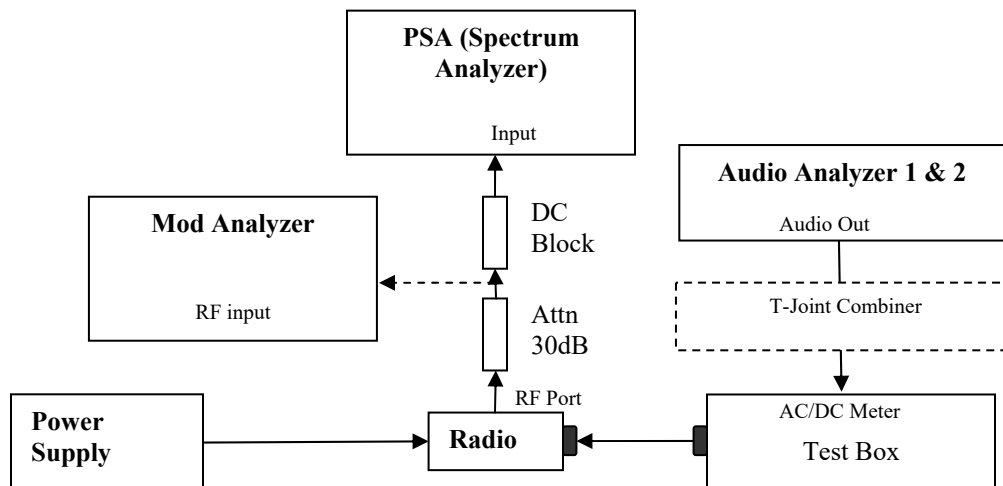 PSA (Spectrum
Analyzer)
Input
Audio Analyzer 1 & 2
Audio Out
Mod Analyzer
RF input
DC
Block
T-Joint Combiner
Attn
30dB
RF Port
Power
Supply
Radio
AC/DC Meter
Test Box